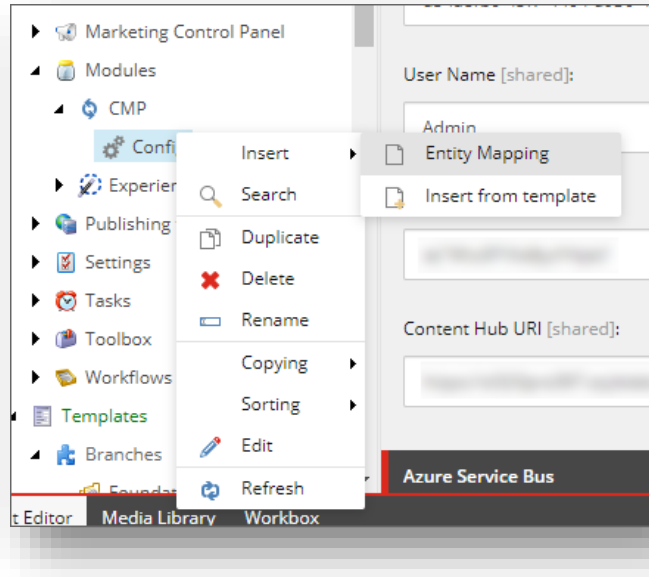 Marketing Control Panel
Modules
CMP
Config
Experien
Publishing
Settings
Tasks
Toolbox
Workflows
Templates
Branches
Foundat
t Editor
Media Library
Workbox
Insert
Search
Duplicate
Delete
Rename
Copying
Sorting
Edit
Refresh
Entity Mapping
Insert from template
User Name [shared]:
Admin
Content Hub URI [shared]:
Azure Service Bus